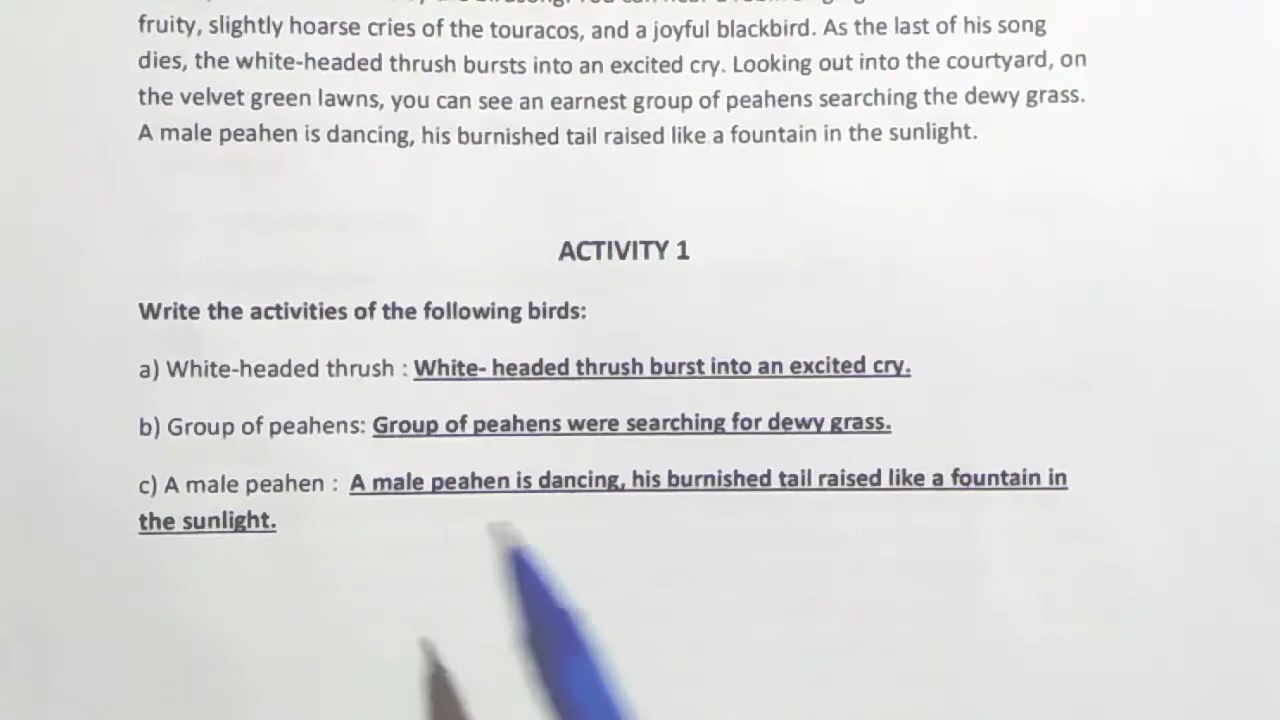 fruity, slightly hoarse cries of the touracos, and a joyful blackbird. As the last of his song
dies, the white-headed thrush bursts into an excited cry. Looking out into the courtyard, on
the velvet green lawns, you can see an earnest group of peahens searching the dewy grass.
A male peahen is dancing, his burnished tail raised like a fountain in the sunlight.
ACTIVITY 1
Write the activities of the following birds:
a) White-headed thrush : White- headed thrush burst into an excited cry.
b) Group of peahens: Group of peahens were searching for dewy grass.
c) A male peahen : A male peahen is dancing, his burnished tail raised like a fountain in
the sunlight.